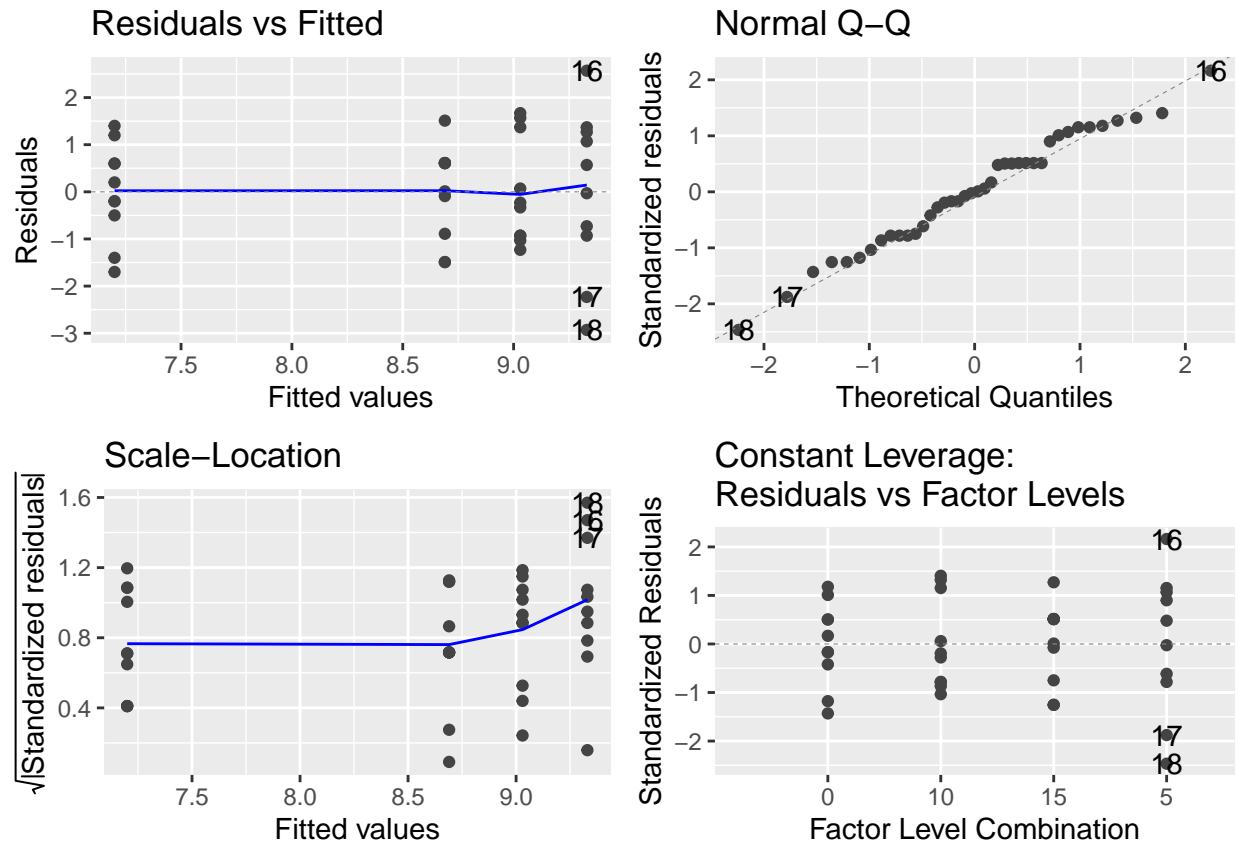 Residuals vs Fitted
Residuals
2
1
0
−1
−2
−3
16
17
18
7.5 8.0 8.5 9.0
Fitted values
Normal Q−Q
Standardized residuals
2
1
0
−1
−2
16
17
18
−2 −1 0 1 2
Theoretical Quantiles
Scale−Location
√|Standardized residuals|
1.6
1.2
0.8
0.4
18
16
17
7.5 8.0 8.5 9.0
Fitted values
Constant Leverage:
Residuals vs Factor Levels
Standardized Residuals
2
1
0
−1
−2
16
17
18
0 10 15 5
Factor Level Combination